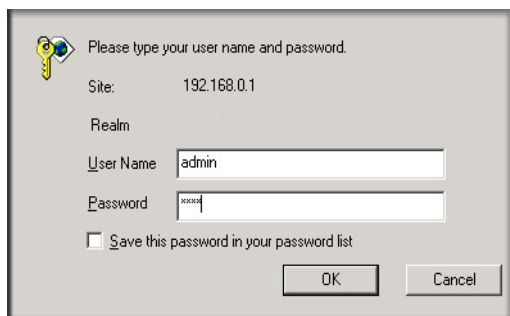 Please type your user name and password.
Site: 192.168.0.1
Realm
User Name admin
Password xxxx
Save this password in your password list
OK Cancel